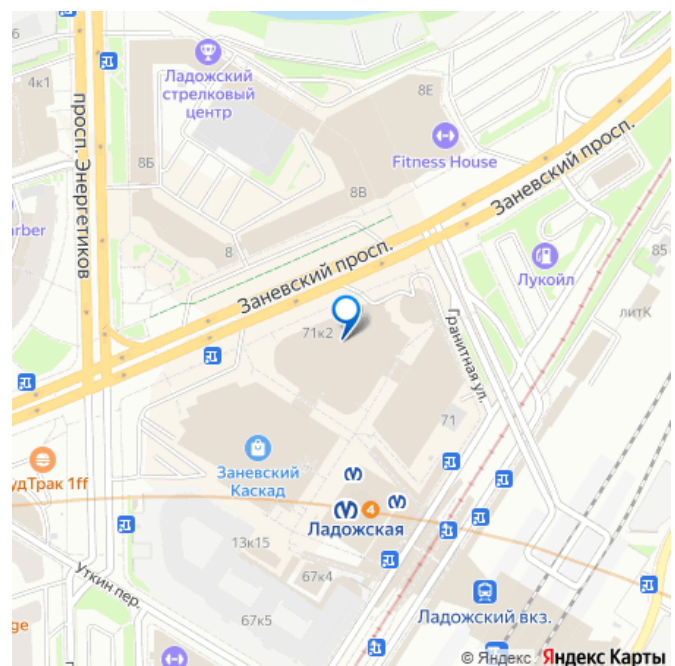 4к1
Ладожский
стрелковый
центр
8Е
просп. Энергетиков
Fitness House
8Б
8В
Заневский просп.
arber
8
Заневский просп.
85
Лукойл
литК
71к2
Гранитная ул.
71
удТрак 1ff
Заневский
Каскад
4
Ладожская
13к15
Уткин пер.
67к4
Ладожский вкз.
67к5
ge
© Яндекс Яндекс Карты